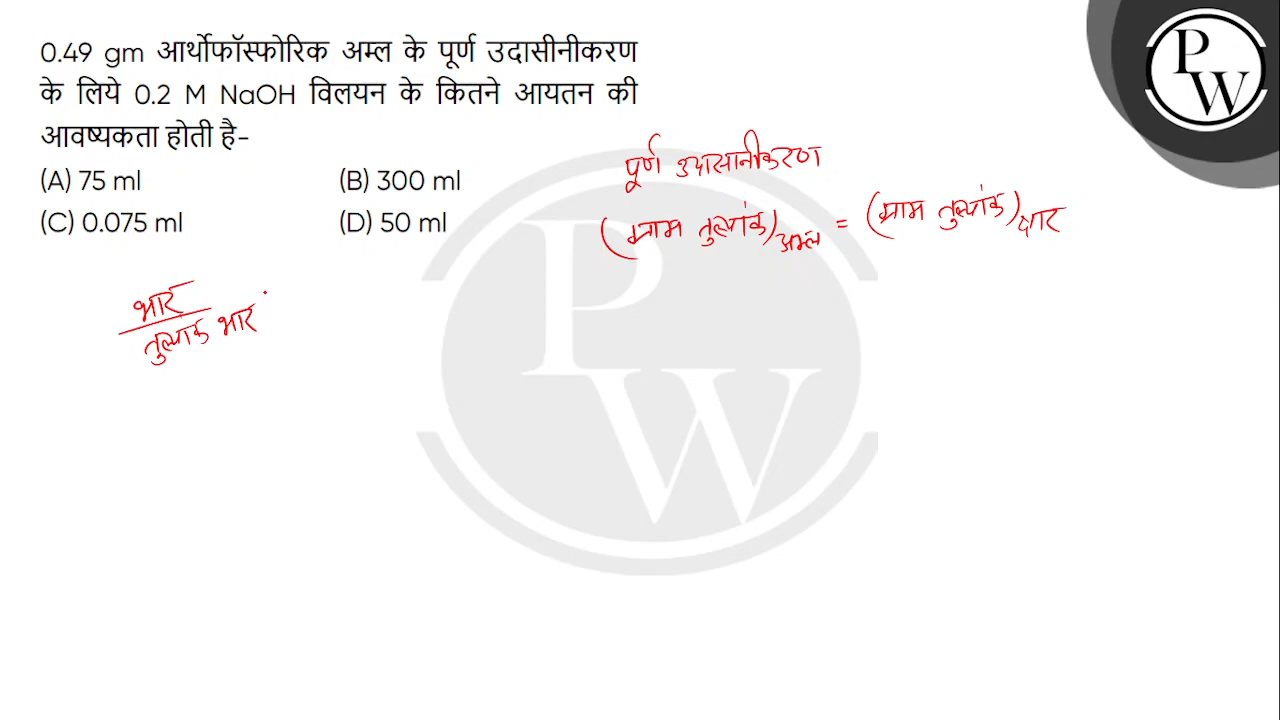 0.49 gm आर्थोफॉस्फोरिक अम्ल के पूर्ण उदासीनीकरण
के लिये 0.2 M NaOH विलयन के कितने आयतन की
आवष्यकता होती है-
(A) 75 ml (B) 300 ml
(C) 0.075 ml (D) 50 ml
पूर्ण उदासानीकरण
(ग्राम तुल्यांक)अम्ल = (ग्राम तुल्यांक)क्षार
भार
तुल्यांक भार
P
W
P
W